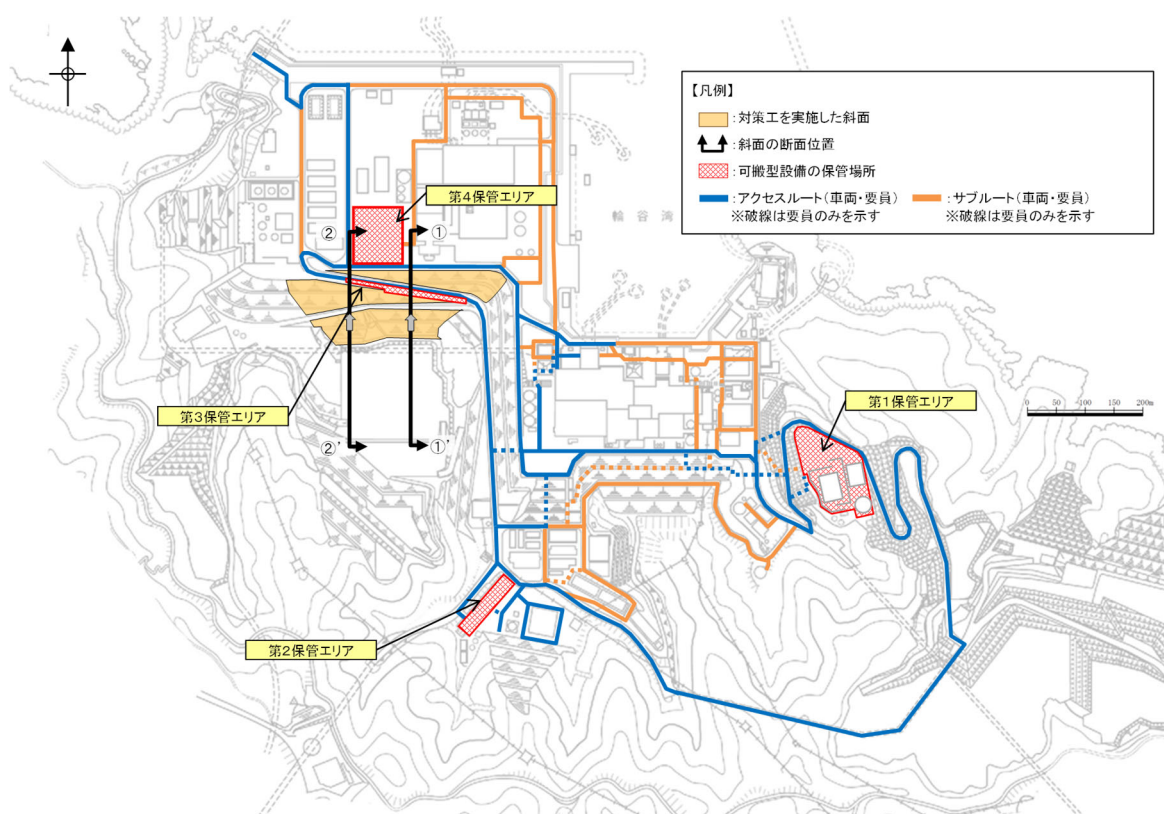 【凡例】
：対策工を実施した斜面
：斜面の断面位置
：可搬型設備の保管場所
：アクセスルート（車両・要員）
※破線は要員のみを示す
：サブルート（車両・要員）
※破線は要員のみを示す
第4保管エリア
輪谷湾
②
①
第3保管エリア
第1保管エリア
0 50 100 150 200m
②’
①’
第2保管エリア